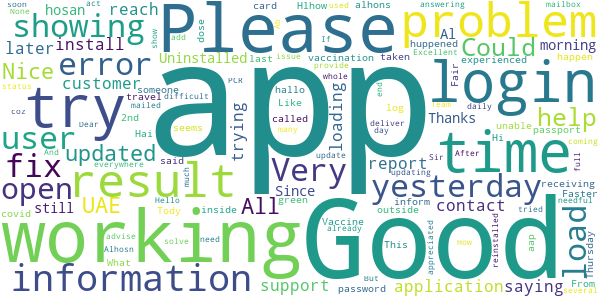 soon act card alhons used answering mailbox
None hosan reach Hlhow huppened Excellent
showing Please problem
later install dose add show If Al Fair experienced happen
Nice error Uninstalled vaccination taken Could morning
status customer someone PLR last issue provide
coz travel mailed difficult hallo whole login
try app
2nd Dear seems Like end log
user Hai trying called loading deliver day Thanks help
updated And many unable passport
everywhere said much update Sir Hi time
fix result Very report After updating full coming
open UAE Since yesterday receiving Faster
covid still Hello Tody All green inform daily needful
working inside Vaccine outside contact tried reinstalled load
advise Alhosn solve need already This appreciated How aap Thursday
What support But application saying From
information password several
Good